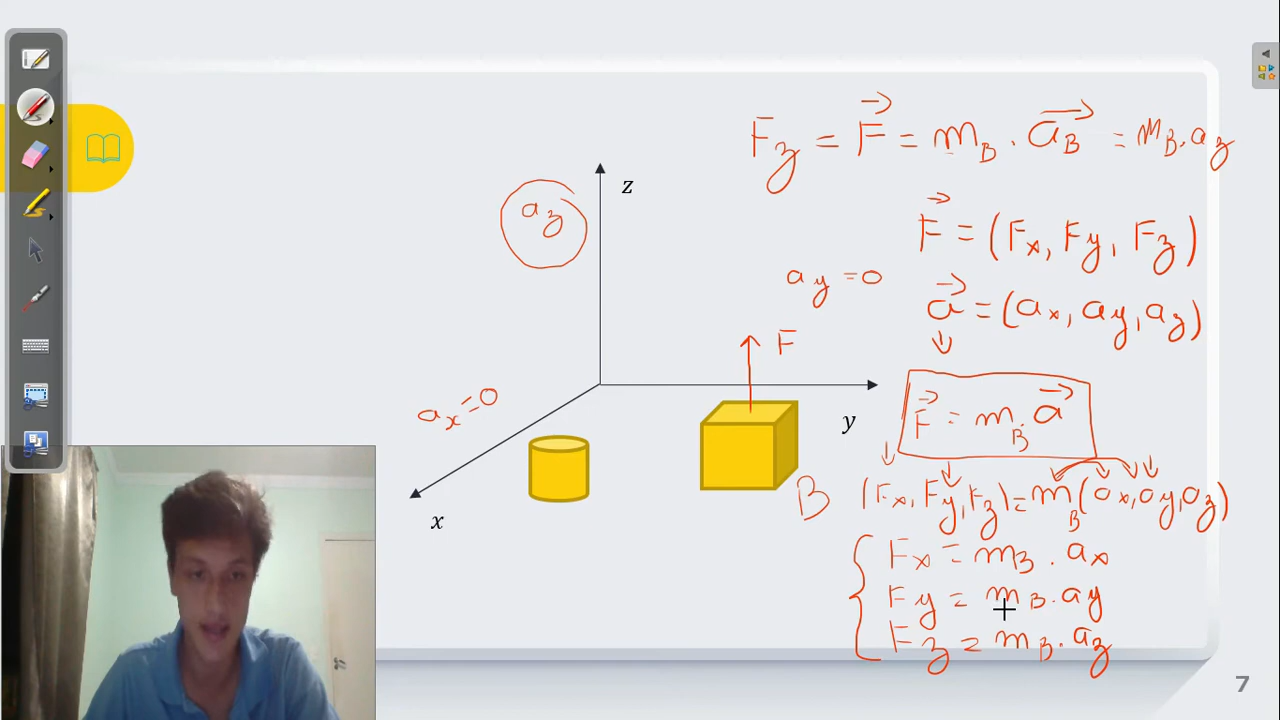 F_z = F⃗ = m_B . a_B⃗ = m_B . a_z
z
a_z
F⃗ = (F_x, F_y, F_z)
a_y = 0
a⃗ = (a_x, a_y, a_z)
F
a_x = 0
F⃗ = m_B . a⃗
y
B
(F_x, F_y, F_z) = m_B (a_x, a_y, a_z)
x
F_x = m_B . a_x
F_y = m_B . a_y
F_z = m_B . a_z
7